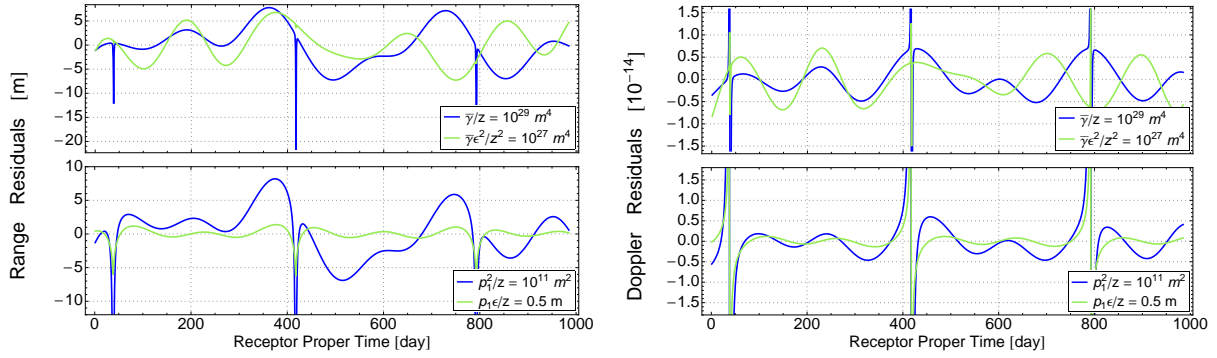 5
0
−5
−10
−15
−20
γ̄/z = 10²⁹ m⁴
γ̄ϵ²/z² = 10²⁷ m⁴
10
5
0
−5
−10
p₁²/z = 10¹¹ m²
p₁ϵ/z = 0.5 m
0 200 400 600 800 1000
Receptor Proper Time [day]
Range Residuals [m]
1.5
1.0
0.5
0.0
−0.5
−1.0
−1.5
γ̄/z = 10²⁹ m⁴
γ̄ϵ²/z² = 10²⁷ m⁴
1.5
1.0
0.5
0.0
−0.5
−1.0
−1.5
p₁²/z = 10¹¹ m²
p₁ϵ/z = 0.5 m
0 200 400 600 800 1000
Receptor Proper Time [day]
Doppler Residuals [10⁻¹⁴]